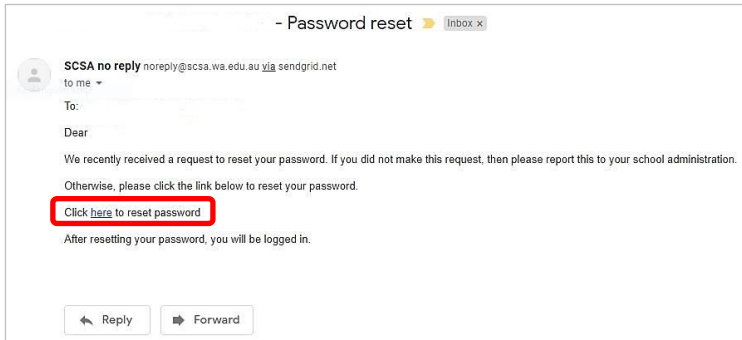 - Password reset
Inbox x
SCSA no reply noreply@scsa.wa.edu.au via sendgrid.net
to me
To:
Dear
We recently received a request to reset your password. If you did not make this request, then please report this to your school administration.
Otherwise, please click the link below to reset your password.
Click here to reset password
After resetting your password, you will be logged in.
Reply
Forward